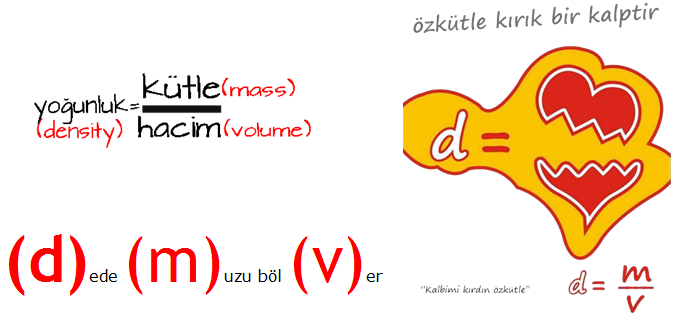 yoğunluk= kütle(mass)
(density) hacim(volume)
(d)ede (m)uzu böl (v)er
özkütle kırık bir kalptir
d =
"Kalbimi kırdın özkütle"
d = m
v